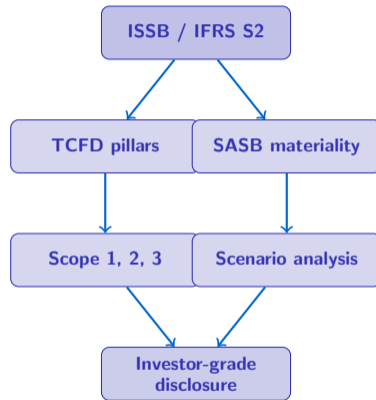 ISSB / IFRS S2
TCFD pillars
SASB materiality
Scope 1, 2, 3
Scenario analysis
Investor-grade
disclosure